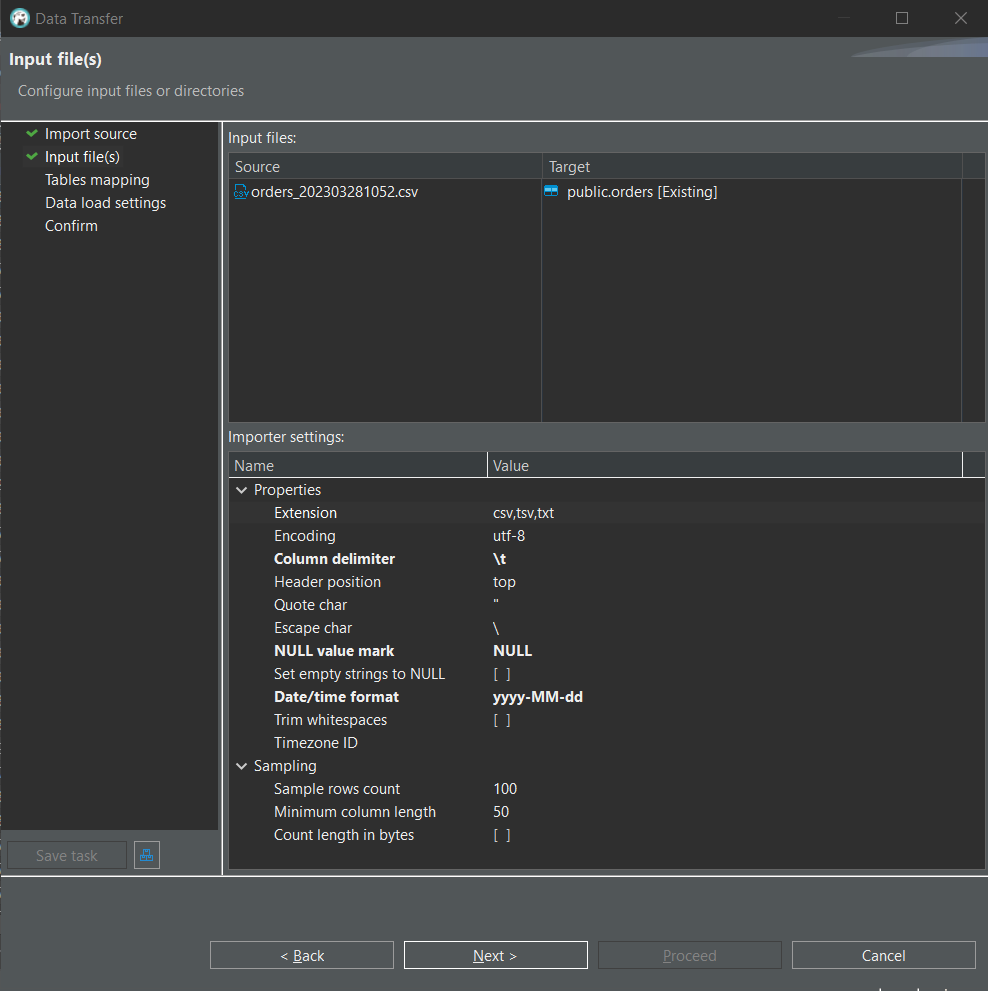 Data Transfer
Input file(s)
Configure input files or directories
Import source
Input file(s)
Tables mapping
Data load settings
Confirm
Save task
Input files:
Source Target
CSV orders_202303281052.csv public.orders [Existing]
Importer settings:
Name Value
Properties
Extension csv,tsv,txt
Encoding utf-8
Column delimiter \t
Header position top
Quote char "
Escape char \
NULL value mark NULL
Set empty strings to NULL [ ]
Date/time format yyyy-MM-dd
Trim whitespaces [ ]
Timezone ID
Sampling
Sample rows count 100
Minimum column length 50
Count length in bytes [ ]
< Back Next > Proceed Cancel